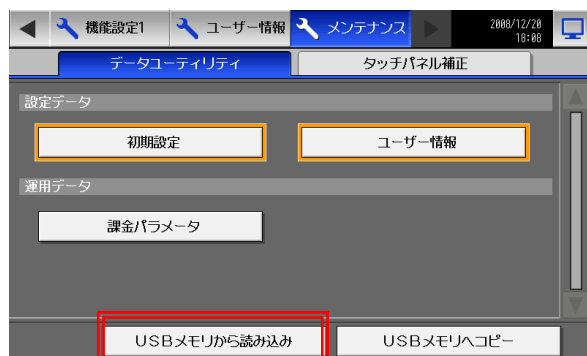 機能設定1 ユーザー情報 メンテナンス 2008/12/20
18:08
データユーティリティ タッチパネル補正
設定データ
初期設定 ユーザー情報
運用データ
課金パラメータ
USBメモリから読み込み USBメモリへコピー